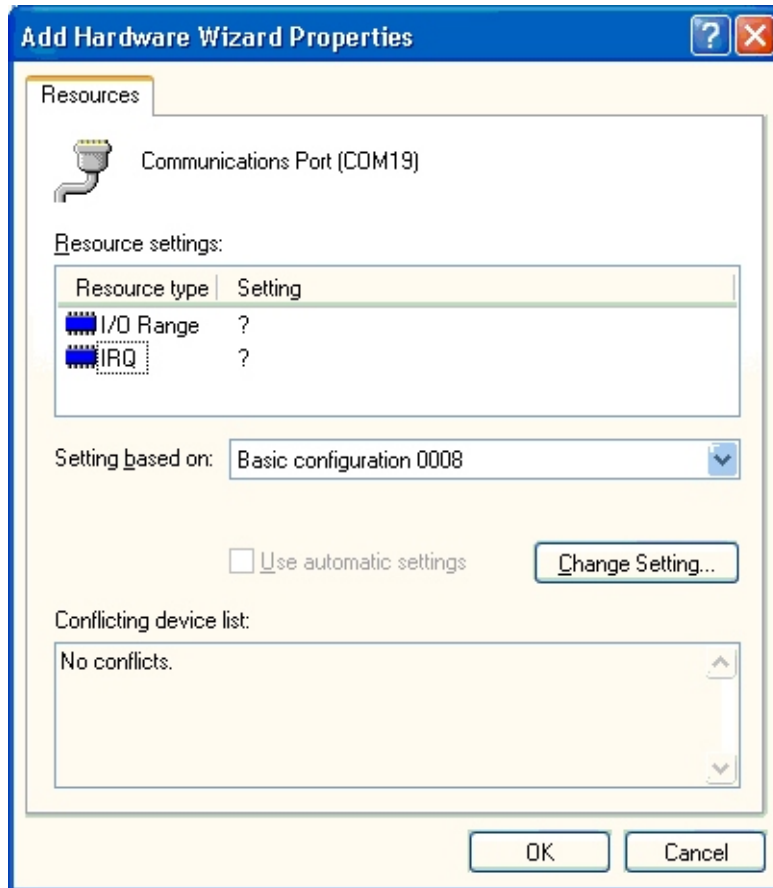 Add Hardware Wizard Properties
Resources
Communications Port (COM19)
Resource settings:
Resource type Setting
I/O Range ?
IRQ ?
Setting based on: Basic configuration 0008
Use automatic settings Change Setting...
Conflicting device list:
No conflicts.
OK Cancel